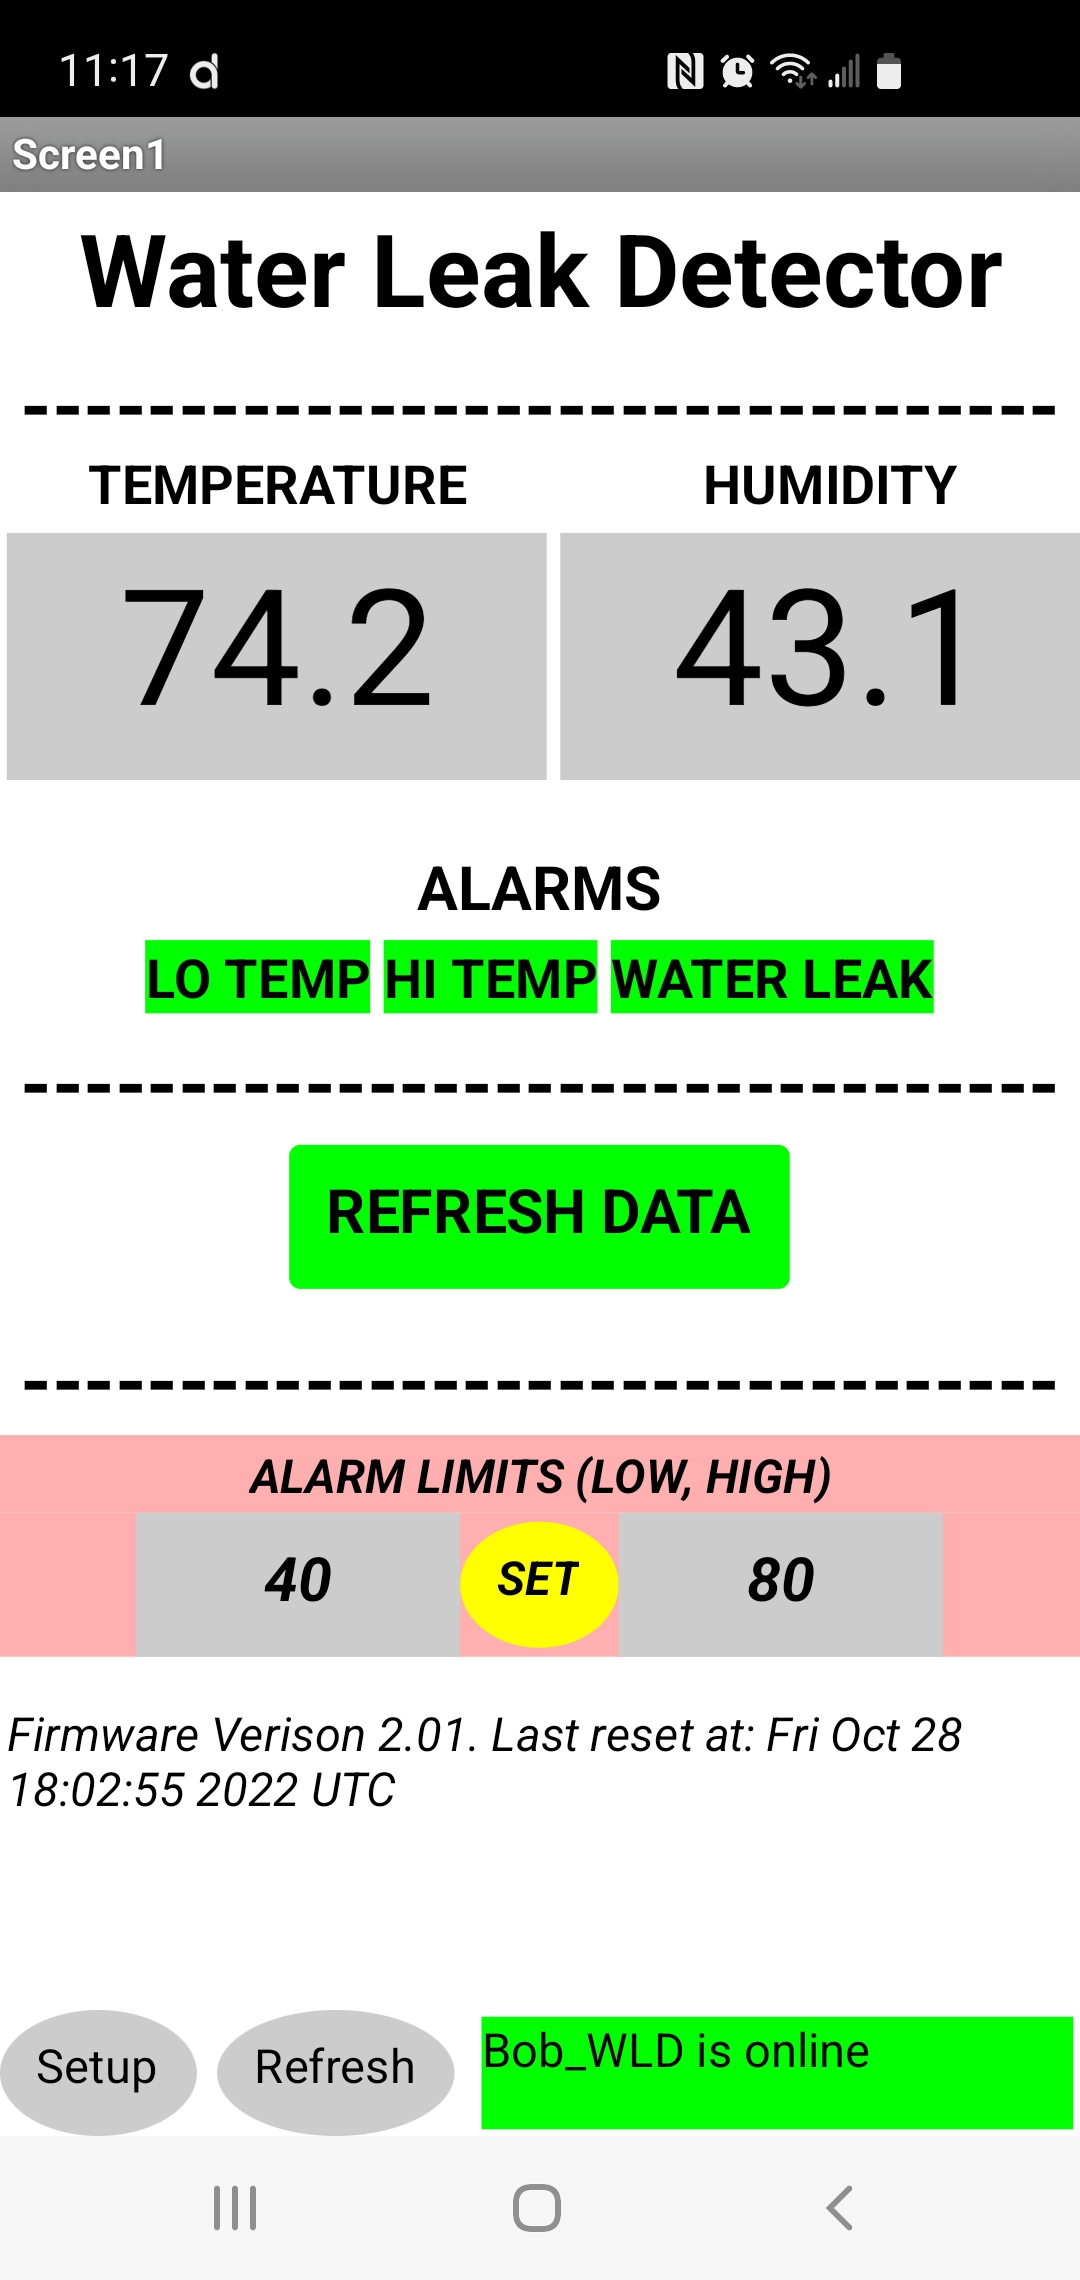 11:17
Screen1
Water Leak Detector
---------------------------------
TEMPERATURE HUMIDITY
74.2 43.1
ALARMS
LO TEMP HI TEMP WATER LEAK
---------------------------------
REFRESH DATA
---------------------------------
ALARM LIMITS (LOW, HIGH)
40 SET 80
Firmware Verison 2.01. Last reset at: Fri Oct 28
18:02:55 2022 UTC
Setup Refresh Bob_WLD is online